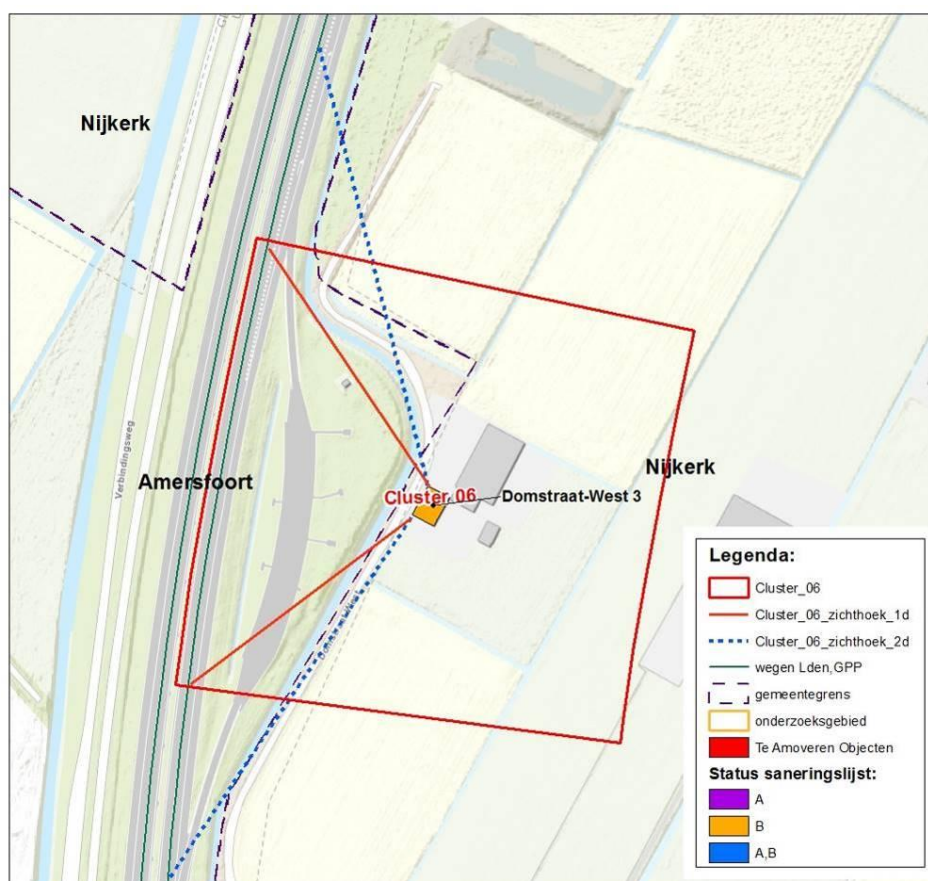 Nijkerk
Verbindingsweg
Amersfoort
Cluster_06
Domstraat-West 3
Nijkerk
Legenda:
Cluster_06
Cluster_06_zichthoek_1d
Cluster_06_zichthoek_2d
wegen Lden,GPP
gemeentegrens
onderzoeksgebied
Te Amoveren Objecten
Status saneringslijst:
A
B
A,B